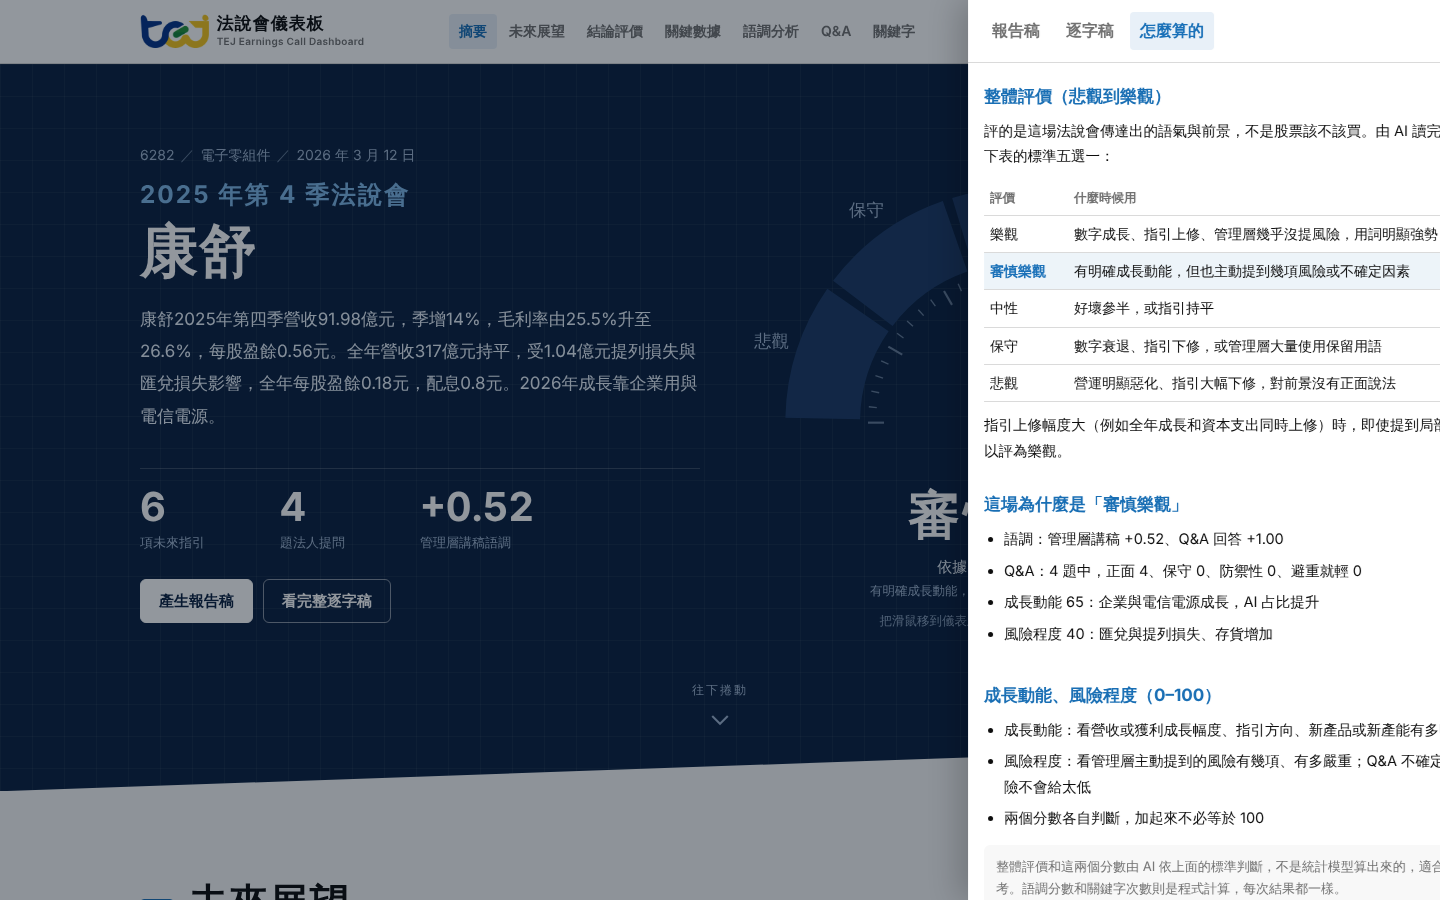 tej 法說會儀表板
TEJ Earnings Call Dashboard
摘要 未來展望 結論評價 關鍵數據 語調分析 Q&A 關鍵字
6282 ／ 電子零組件 ／ 2026 年 3 月 12 日
2025 年第 4 季法說會
康舒
康舒2025年第四季營收91.98億元，季增14%，毛利率由25.5%升至
26.6%，每股盈餘0.56元。全年營收317億元持平，受1.04億元提列損失與
匯兌損失影響，全年每股盈餘0.18元，配息0.8元。2026年成長靠企業用與
電信電源。
6 4 +0.52
項未來指引 題法人提問 管理層講稿語調
產生報告稿 看完整逐字稿
保守
悲觀
審
依據
有明確成長動能，
把滑鼠移到儀表
往下捲動
未來展望
報告稿 逐字稿 怎麼算的
整體評價（悲觀到樂觀）
評的是這場法說會傳達出的語氣與前景，不是股票該不該買。由 AI 讀完
下表的標準五選一：
評價 什麼時候用
樂觀 數字成長、指引上修、管理層幾乎沒提風險，用詞明顯強勢
審慎樂觀 有明確成長動能，但也主動提到幾項風險或不確定因素
中性 好壞參半，或指引持平
保守 數字衰退、指引下修，或管理層大量使用保留用語
悲觀 營運明顯惡化、指引大幅下修，對前景沒有正面說法
指引上修幅度大（例如全年成長和資本支出同時上修）時，即使提到局部
以評為樂觀。
這場為什麼是「審慎樂觀」
語調：管理層講稿 +0.52、Q&A 回答 +1.00
Q&A：4 題中，正面 4、保守 0、防禦性 0、避重就輕 0
成長動能 65：企業與電信電源成長，AI 占比提升
風險程度 40：匯兌與提列損失、存貨增加
成長動能、風險程度（0–100）
成長動能：看營收或獲利成長幅度、指引方向、新產品或新產能有多
風險程度：看管理層主動提到的風險有幾項、有多嚴重；Q&A 不確定
險不會給太低
兩個分數各自判斷，加起來不必等於 100
整體評價和這兩個分數由 AI 依上面的標準判斷，不是統計模型算出來的，適合
考。語調分數和關鍵字次數則是程式計算，每次結果都一樣。